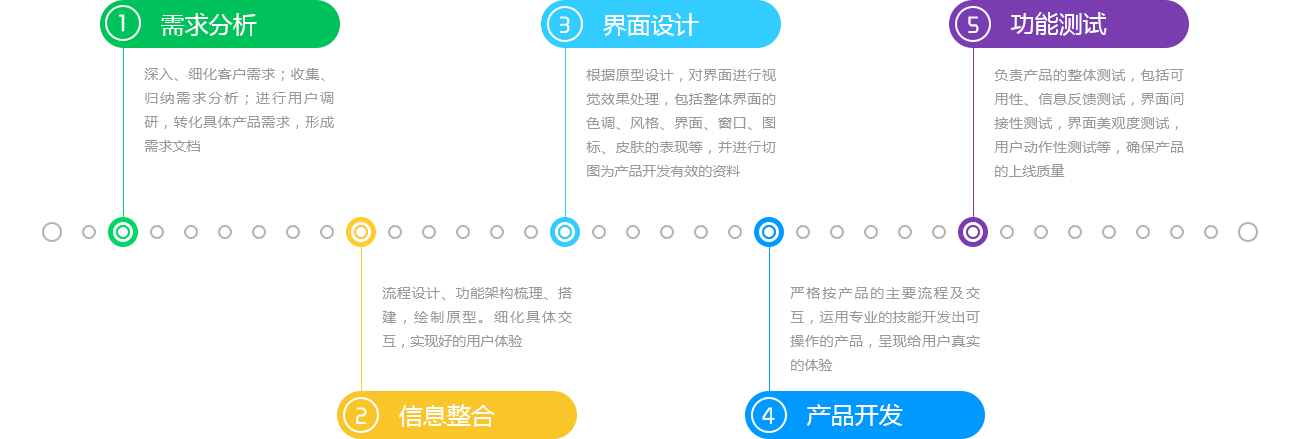 1 需求分析
深入、细化客户需求；收集、
归纳需求分析；进行用户调
研，转化具体产品需求，形成
需求文档
2 信息整合
流程设计、功能架构梳理、搭
建，绘制原型。细化具体交
互，实现好的用户体验
3 界面设计
根据原型设计，对界面进行视
觉效果处理，包括整体界面的
色调、风格、界面、窗口、图
标、皮肤的表现等，并进行切
图为产品开发有效的资料
4 产品开发
严格按产品的主要流程及交
互，运用专业的技能开发出可
操作的产品，呈现给用户真实
的体验
5 功能测试
负责产品的整体测试，包括可
用性、信息反馈测试，界面间
接性测试，界面美观度测试，
用户动作性测试等，确保产品
的上线质量